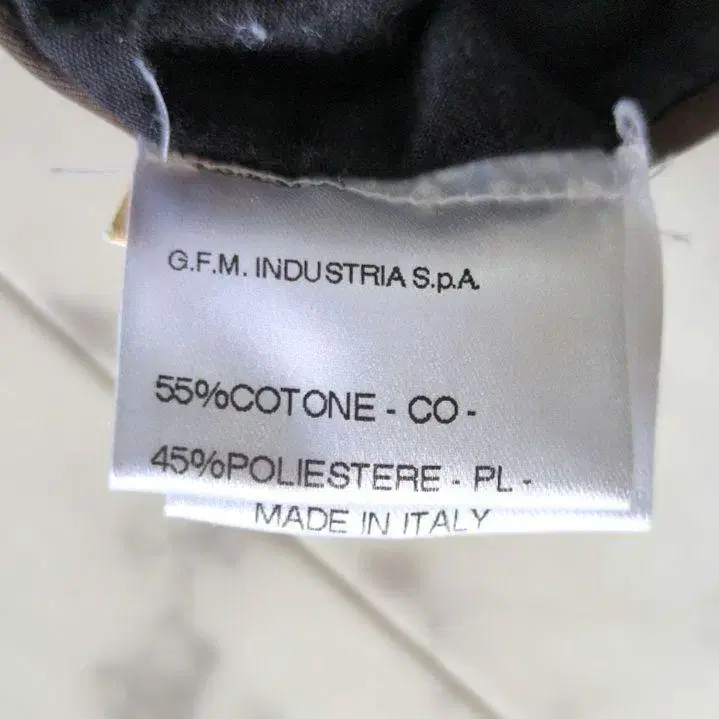 G.F.M. INDUSTRIA S.p.A.
55%COTONE - CO -
45%POLIESTERE - PL -
MADE IN ITALY